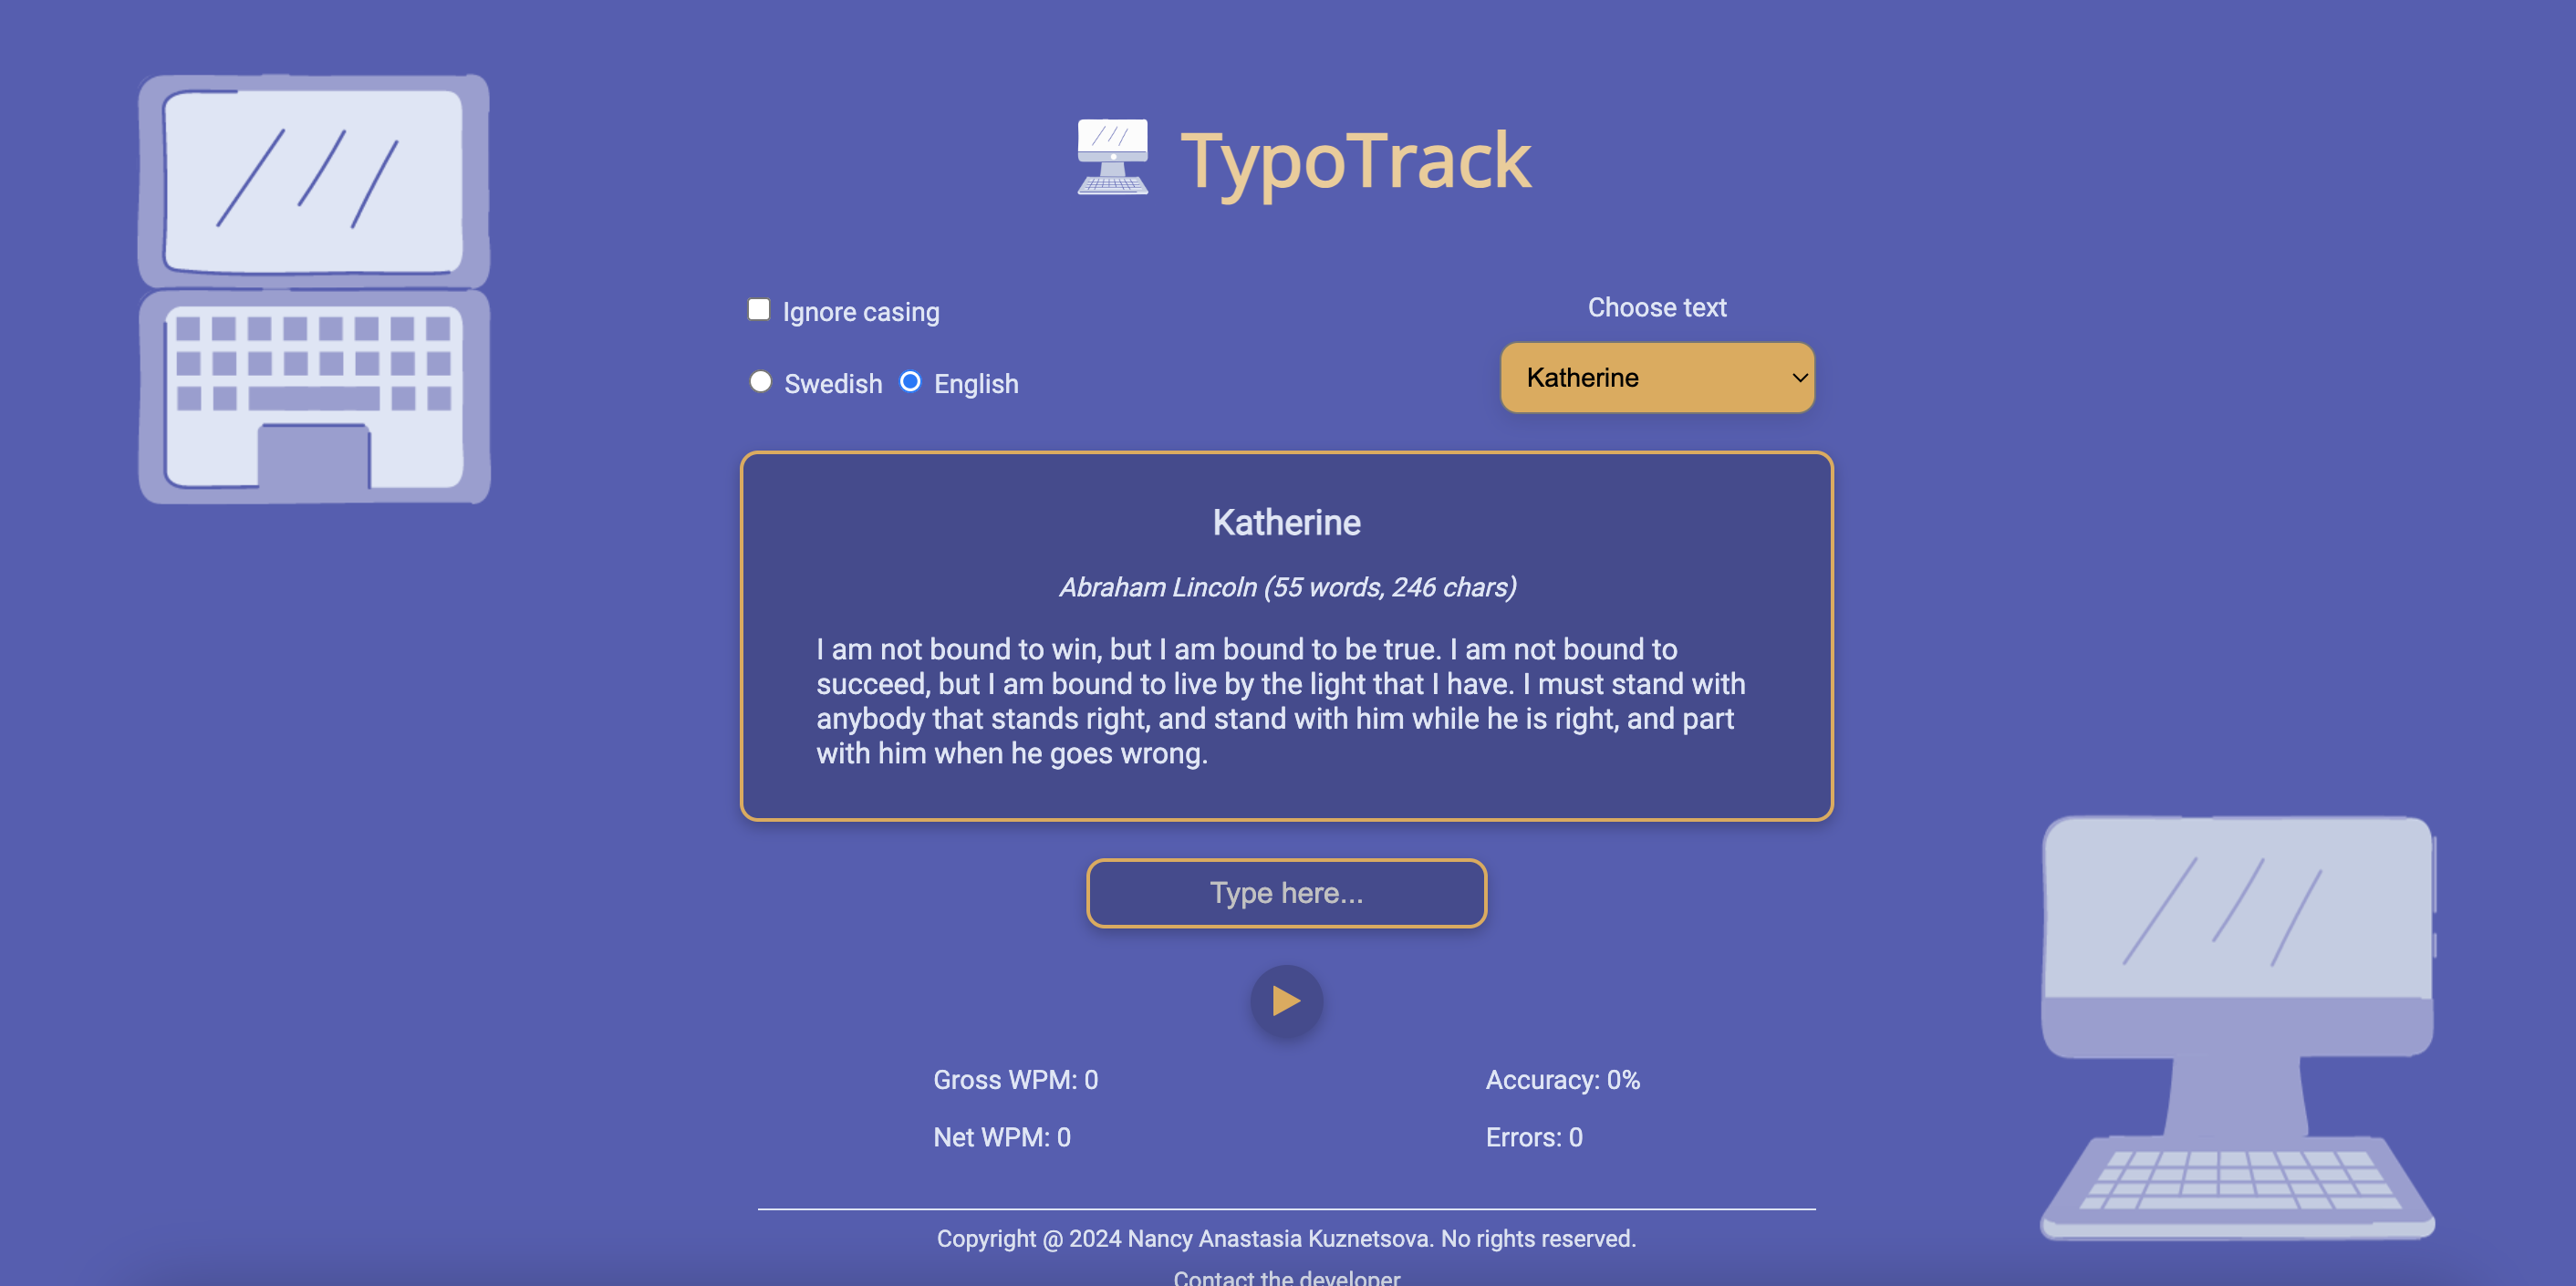 TypoTrack
Ignore casing
Choose text
Swedish English
Katherine
Katherine
Abraham Lincoln (55 words, 246 chars)
I am not bound to win, but I am bound to be true. I am not bound to
succeed, but I am bound to live by the light that I have. I must stand with
anybody that stands right, and stand with him while he is right, and part
with him when he goes wrong.
Type here...
Gross WPM: 0
Accuracy: 0%
Net WPM: 0
Errors: 0
Copyright @ 2024 Nancy Anastasia Kuznetsova. No rights reserved.
Contact the developer